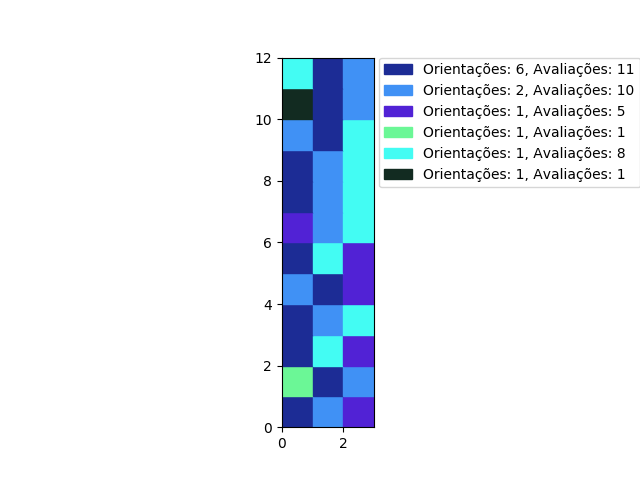 12
10
8
6
4
2
0
0 2
Orientações: 6, Avaliações: 11
Orientações: 2, Avaliações: 10
Orientações: 1, Avaliações: 5
Orientações: 1, Avaliações: 1
Orientações: 1, Avaliações: 8
Orientações: 1, Avaliações: 1